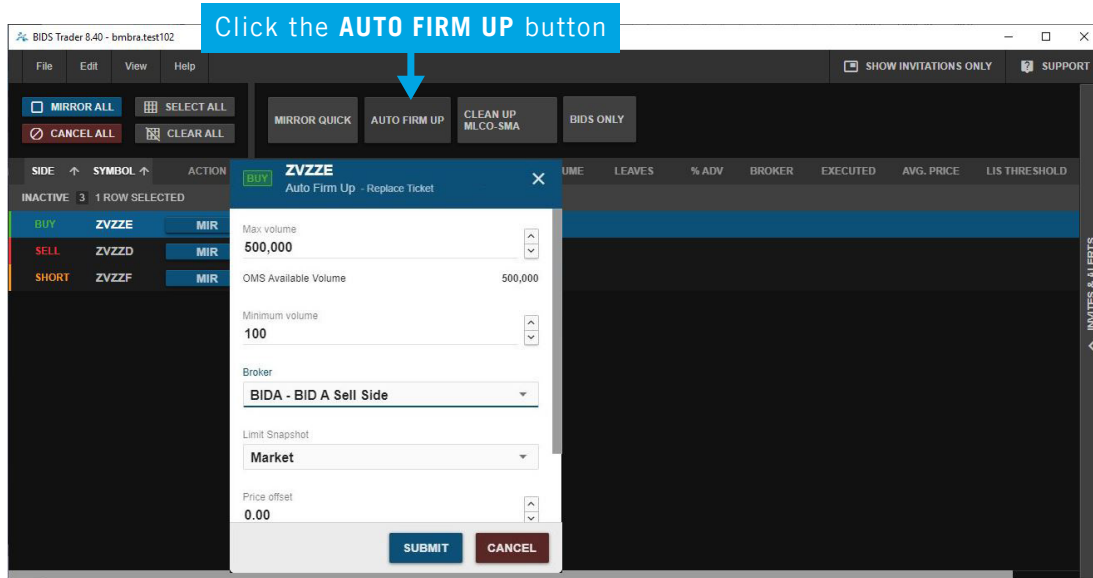 Click the AUTO FIRM UP button
BIDS Trader 8.40 - bmbra.test102
File Edit View Help
SHOW INVITATIONS ONLY SUPPORT
MIRROR ALL SELECT ALL
CANCEL ALL CLEAR ALL
MIRROR QUICK AUTO FIRM UP CLEAN UP
MLCO-SMA BIDS ONLY
SIDE SYMBOL ACTION UME LEAVES % ADV BROKER EXECUTED AVG. PRICE LIS THRESHOLD
INACTIVE 3 1 ROW SELECTED
BUY ZVZZE MIR
SELL ZVZZD MIR
SHORT ZVZZF MIR
BUY ZVZZE
Auto Firm Up - Replace Ticket
Max volume
500,000
OMS Available Volume 500,000
Minimum volume
100
Broker
BIDA - BID A Sell Side
Limit Snapshot
Market
Price offset
0.00
SUBMIT CANCEL
INVITES & ALERTS